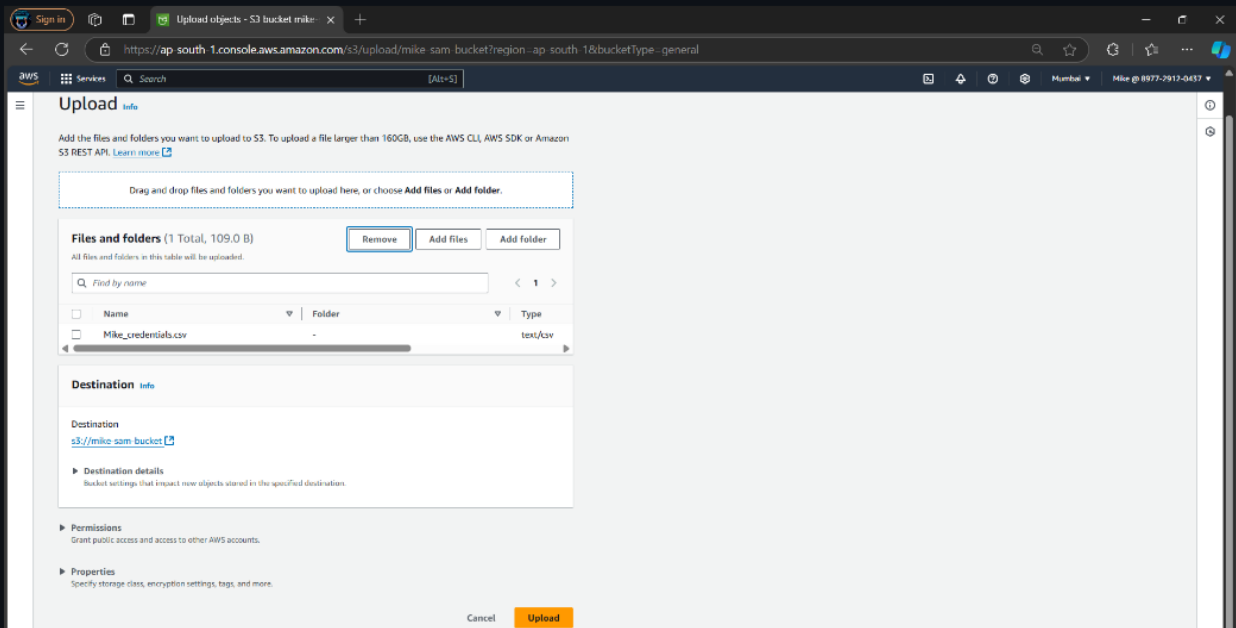 Sign in
Upload objects - S3 bucket mike-
https://ap-south-1.console.aws.amazon.com/s3/upload/mike-sam-bucket?region=ap-south-1&bucketType=general
aws Services Search [Alt+S] Mumbai Mike @ 8977-2912-0437
Upload Info
Add the files and folders you want to upload to S3. To upload a file larger than 160GB, use the AWS CLI, AWS SDK or Amazon
S3 REST API. Learn more
Drag and drop files and folders you want to upload here, or choose Add files or Add folder.
Files and folders (1 Total, 109.0 B) Remove Add files Add folder
All files and folders in this table will be uploaded.
Find by name 1
Name Folder Type
Mike_credentials.csv - text/csv
Destination Info
Destination
s3://mike-sam-bucket
Destination details
Bucket settings that impact new objects stored in the specified destination.
Permissions
Grant public access and access to other AWS accounts.
Properties
Specify storage class, encryption settings, tags, and more.
Cancel Upload